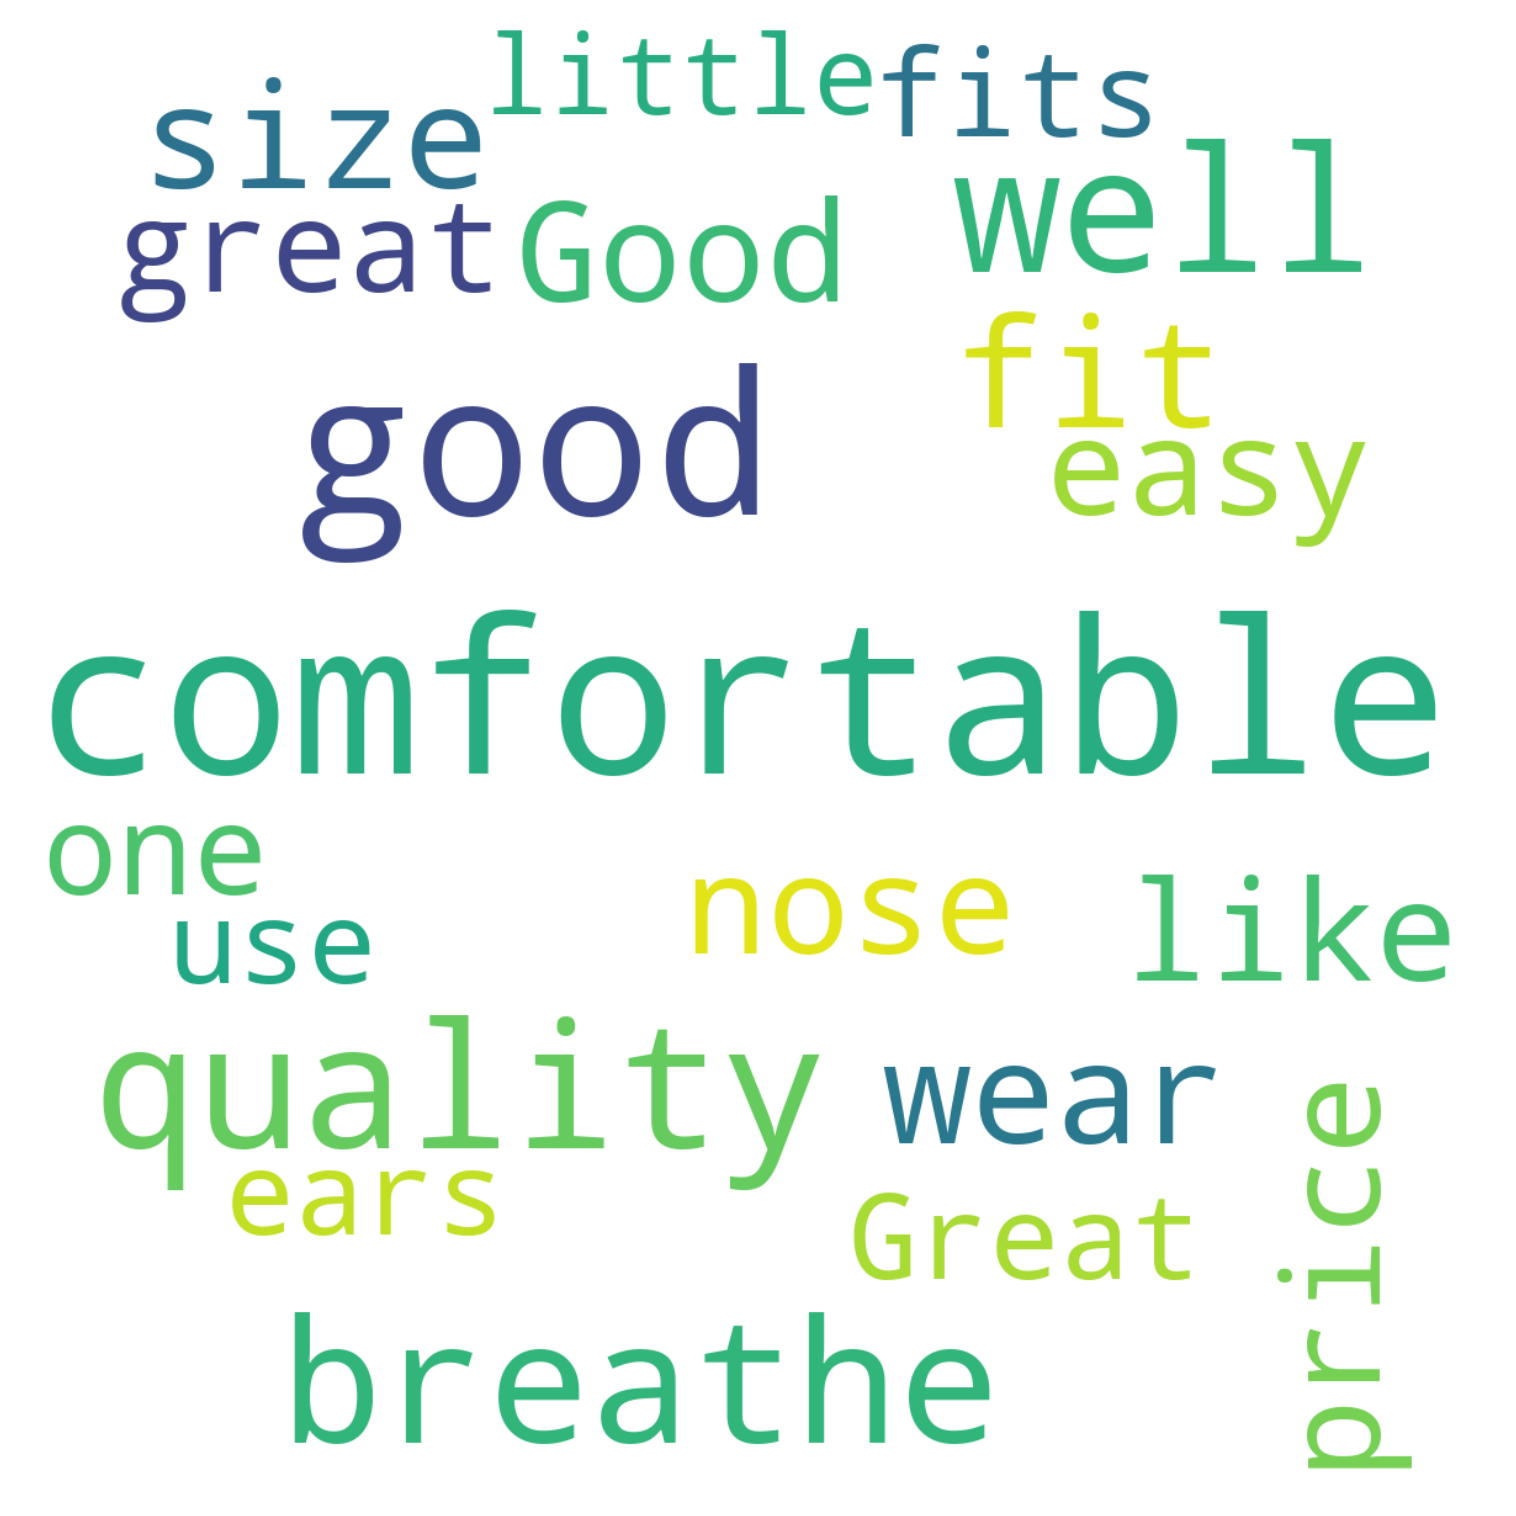 little
fits
size
well
great
Good
fit
good
easy
comfortable
one
nose
like
use
quality
wear
price
ears
Great
breathe